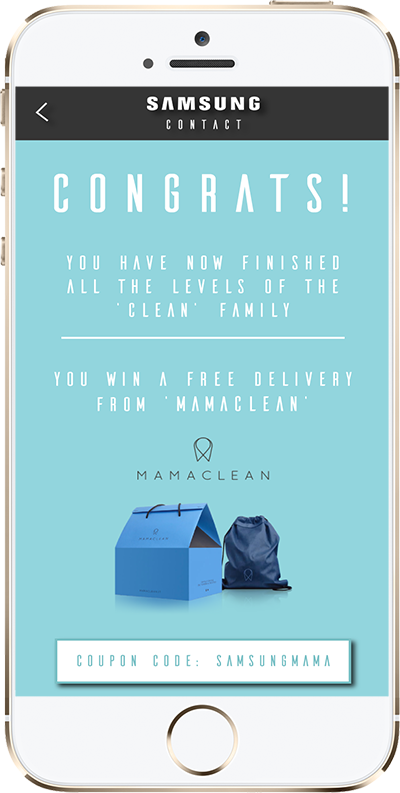 SAMSUNG
CONTACT
CONGRATS!
YOU HAVE NOW FINISHED
ALL THE LEVELS OF THE
'CLEAN' FAMILY
YOU WIN A FREE DELIVERY
FROM 'MAMACLEAN'
MAMACLEAN
MAMACLEAN
COUPON CODE: SAMSUNGMAMA